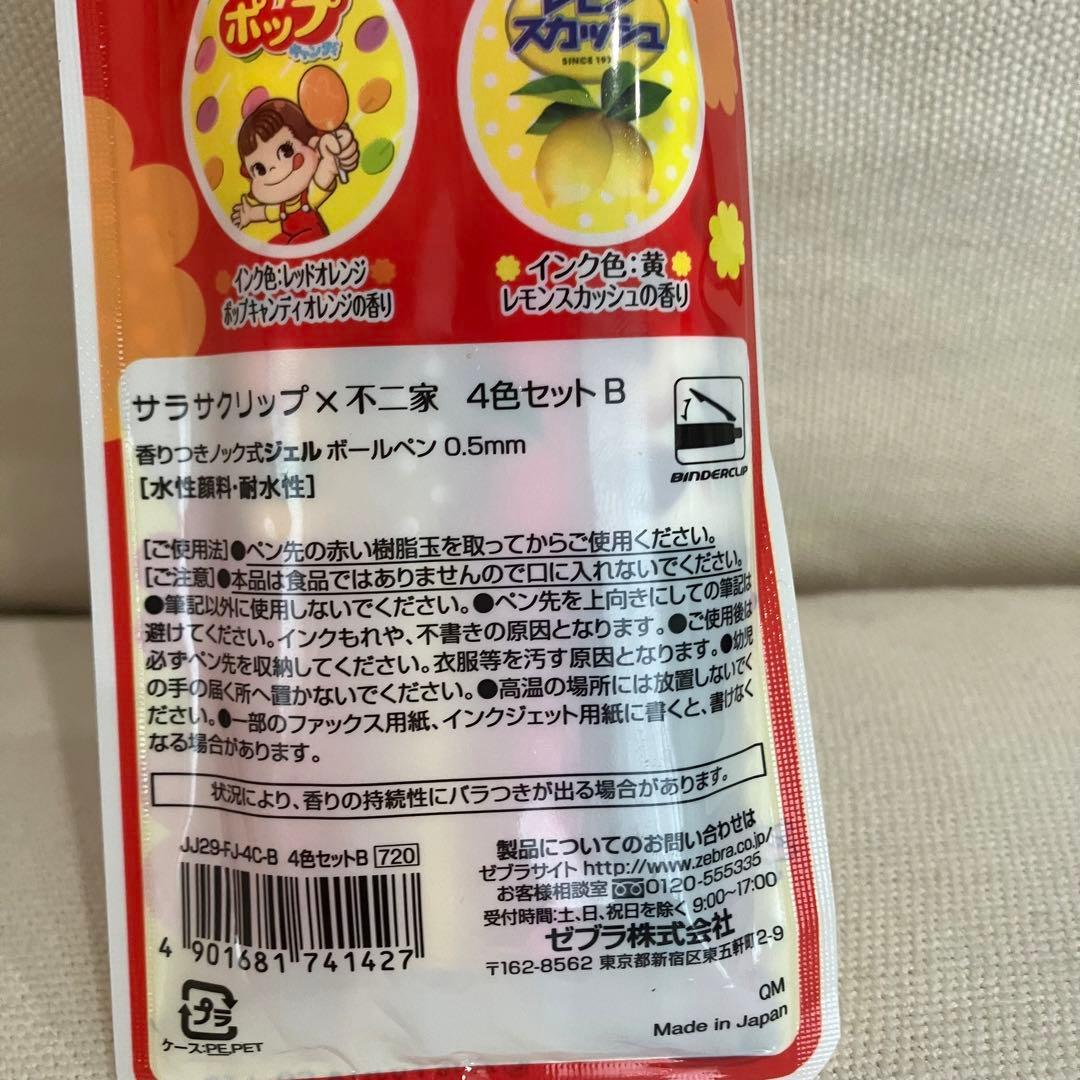 ポップ
キャンディ
レモン
スカッシュ
SINCE 197
インク色:レッドオレンジ
ポップキャンディオレンジの香り
インク色:黄
レモンスカッシュの香り
サラサクリップ×不二家 4色セットB
香りつきノック式ジェルボールペン 0.5mm
[水性顔料・耐水性]
BINDERCLIP
[ご使用法]●ペン先の赤い樹脂玉を取ってからご使用ください。
[ご注意]●本品は食品ではありませんので口に入れないでください。
●筆記以外に使用しないでください。●ペン先を上向きにしての筆記は
避けてください。インクもれや、不書きの原因となります。●ご使用後は
必ずペン先を収納してください。衣服等を汚す原因となります。●幼児
の手の届く所へ置かないでください。●高温の場所には放置しないでく
ださい。●一部のファックス用紙、インクジェット用紙に書くと、書けなく
なる場合があります。
状況により、香りの持続性にバラつきが出る場合があります。
JJ29-FJ-4C-B 4色セットB 720
4 901681 741427
プラ
ケース:PE,PET
製品についてのお問い合わせは
ゼブラサイト http://www.zebra.co.jp/
お客様相談室 0120-555335
受付時間:土、日、祝日を除く 9:00~17:00
ゼブラ株式会社
〒162-8562 東京都新宿区東五軒町2-9
QM
Made in Japan